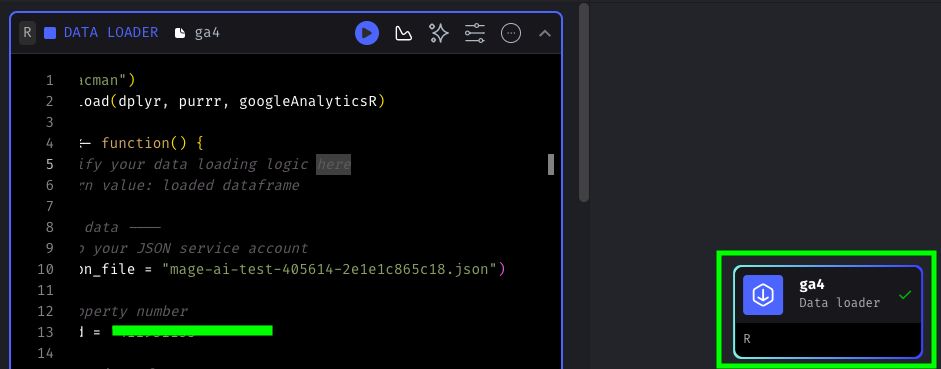 R DATA LOADER ga4
1 acman")
2 load(dplyr, purrr, googleAnalyticsR)
3
4 <- function() {
5 ify your data loading logic here
6 rn value: loaded dataframe
7
8 data ----
9 o your JSON service account
10 on_file = "mage-ai-test-405614-2e1e1c865c18.json")
11
12 operty number
13 d =
14
ga4
Data loader
R